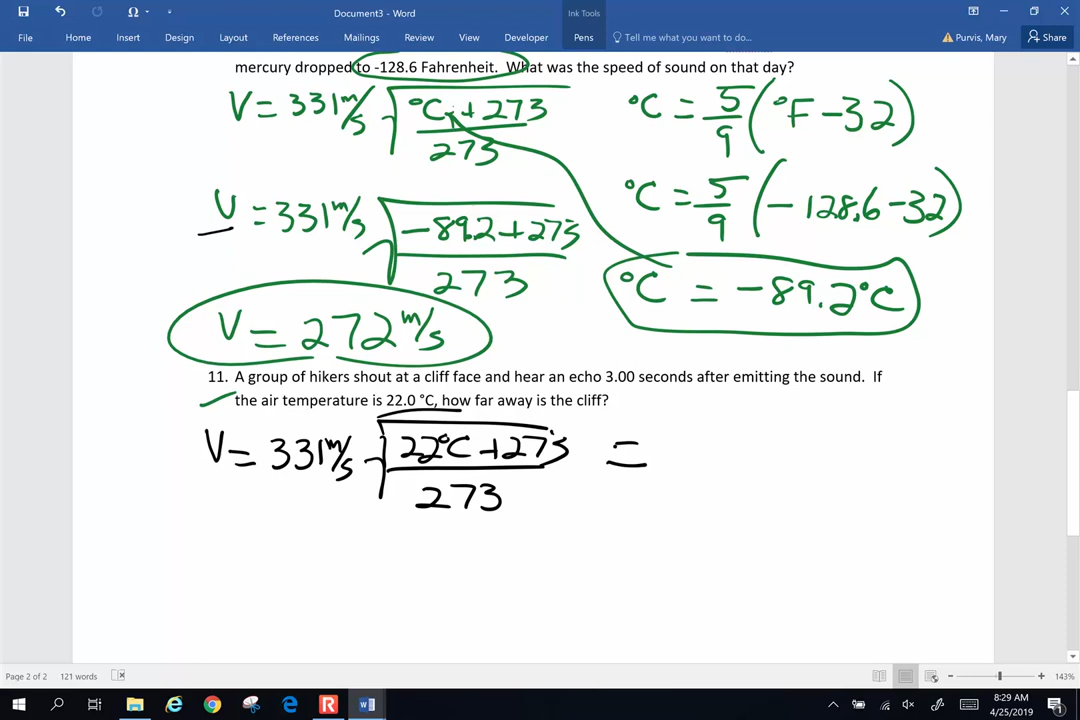 Document3 - Word
Ink Tools
File Home Insert Design Layout References Mailings Review View Developer Pens Tell me what you want to do... Purvis, Mary Share
mercury dropped to -128.6 Fahrenheit. What was the speed of sound on that day?
V = 331 m/s √ °C + 273 / 273
°C = 5/9 (°F - 32)
V = 331 m/s √ -89.2 + 273 / 273
°C = 5/9 (-128.6 - 32)
°C = -89.2°C
V = 272 m/s
11. A group of hikers shout at a cliff face and hear an echo 3.00 seconds after emitting the sound. If
the air temperature is 22.0 °C, how far away is the cliff?
V = 331 m/s √ 22°C + 273 / 273 =
Page 2 of 2 121 words 143%
8:29 AM
4/25/2019